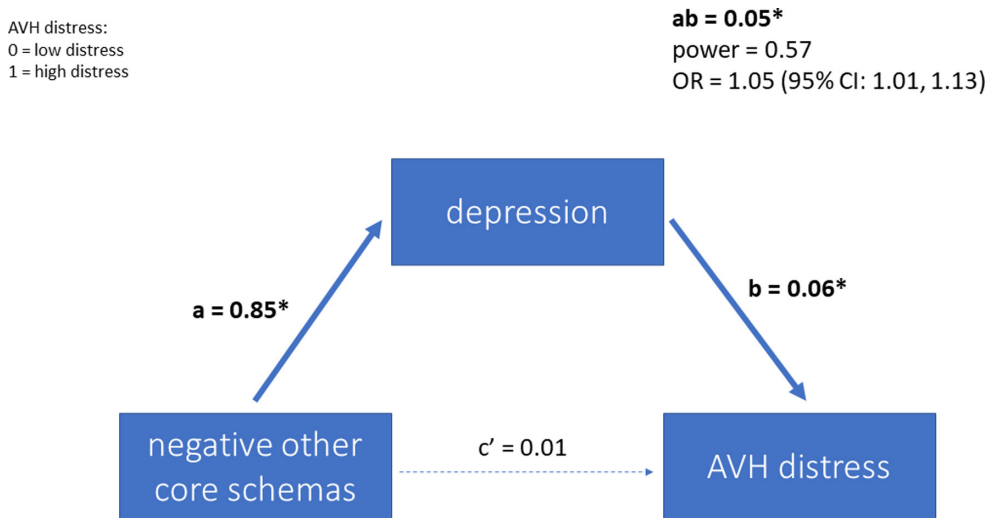 AVH distress:
0 = low distress
1 = high distress
ab = 0.05*
power = 0.57
OR = 1.05 (95% CI: 1.01, 1.13)
depression
a = 0.85*
b = 0.06*
negative other
core schemas
c’ = 0.01
AVH distress